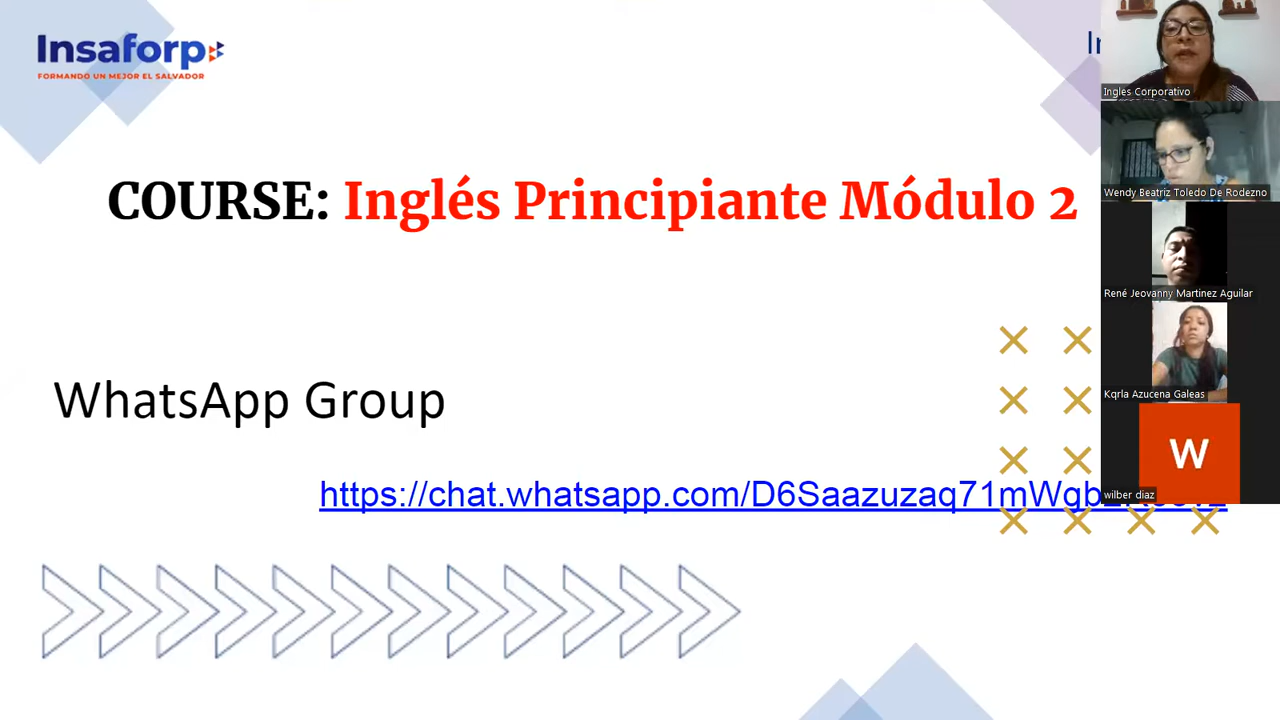 Insaforp
FORMANDO UN MEJOR EL SALVADOR
COURSE: Inglés Principiante Módulo 2
WhatsApp Group
https://chat.whatsapp.com/D6Saazuzaq71mWgb
Ingles Corporativo
Wendy Beatriz Toledo De Rodezno
René Jeovanny Martinez Aguilar
Kqrla Azucena Galeas
W
wilber diaz